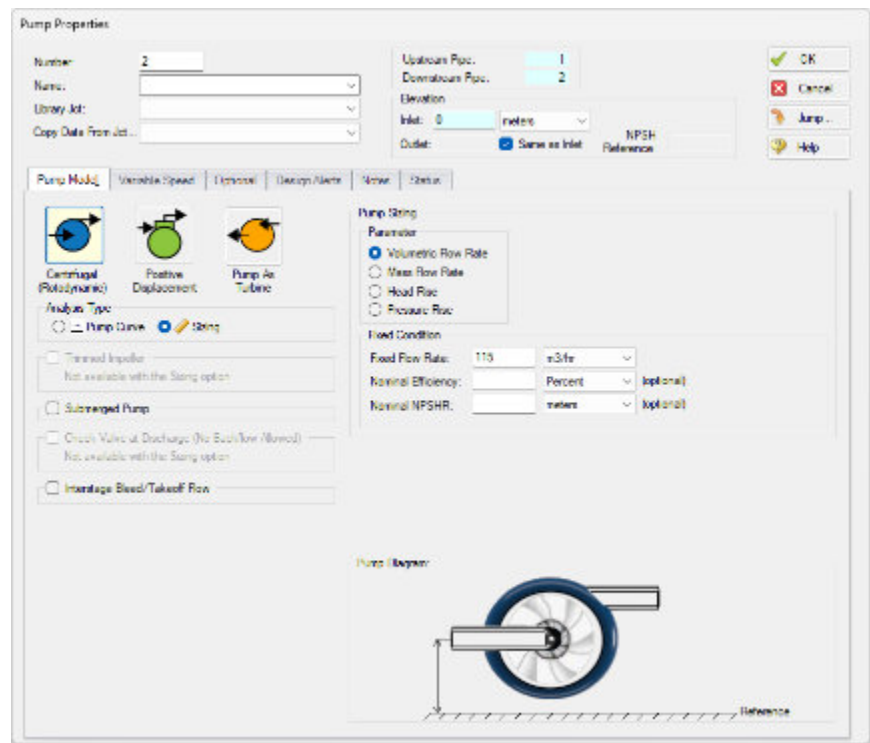 Pump Properties
Number: 2
Name:
Library Jct:
Copy Data From Jct...
Upstream Pipe: 1
Downstream Pipe: 2
Elevation
Inlet: 0 meters
Outlet: Same as Inlet
NPSH
Reference
OK
Cancel
Jump...
Help
Pump Model Variable Speed Optional Design Alerts Notes Status
Centrifugal
(Rotodynamic)
Positive
Displacement
Pump As
Turbine
Analysis Type
Pump Curve Sizing
Trimmed Impeller
Not available with the Sizing option
Submerged Pump
Check Valve at Discharge (No Backflow Allowed)
Not available with the Sizing option
Interstage Bleed/Takeoff Flow
Pump Sizing
Parameter
Volumetric Flow Rate
Mass Flow Rate
Head Rise
Pressure Rise
Fixed Condition
Fixed Flow Rate: 115 m3/hr
Nominal Efficiency: Percent (optional)
Nominal NPSHR: meters (optional)
Pump Diagram:
Reference